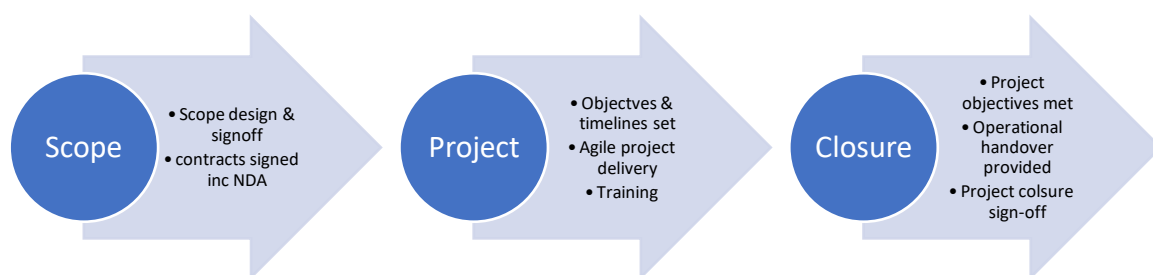 Scope
• Scope design &
signoff
• contracts signed
inc NDA
Project
• Objectves &
timelines set
• Agile project
delivery
• Training
Closure
• Project
objectives met
• Operational
handover
provided
• Project colsure
sign-off